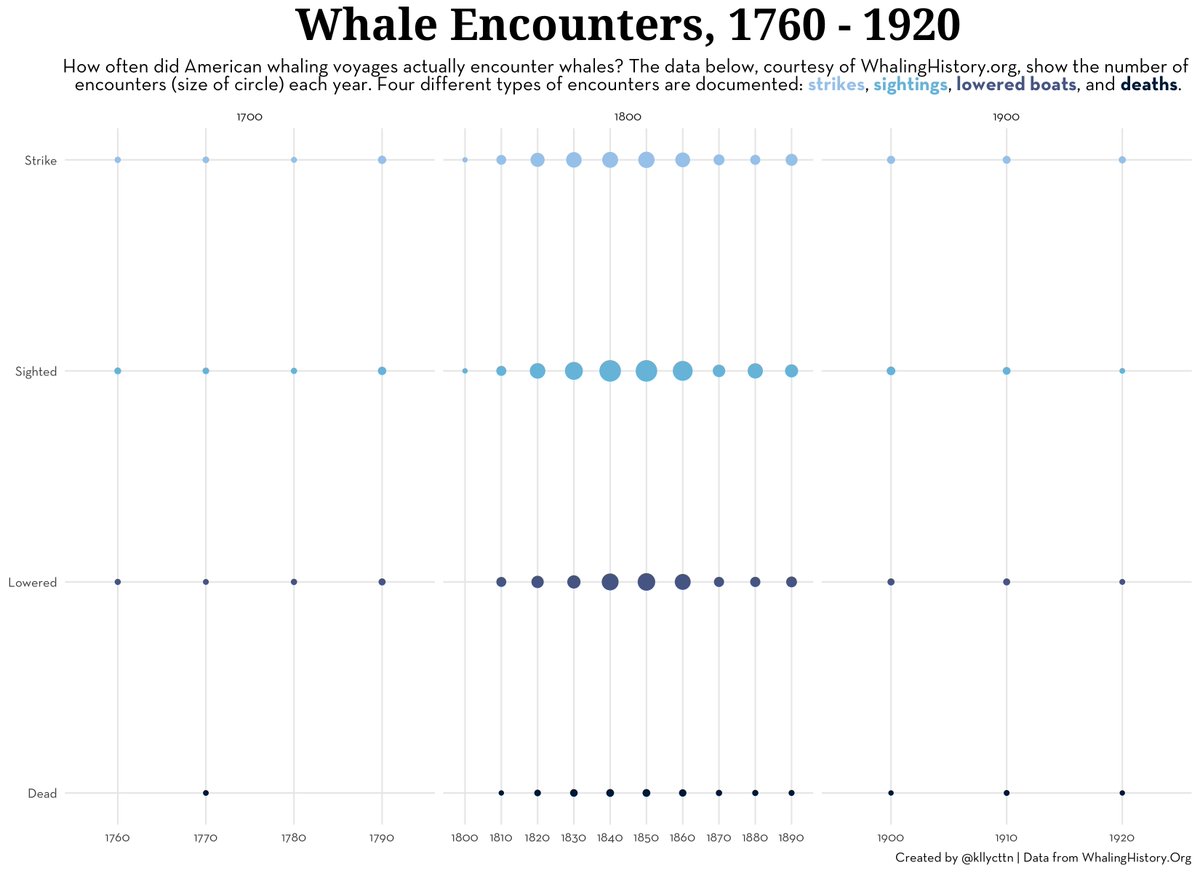 Whale Encounters, 1760 - 1920
How often did American whaling voyages actually encounter whales? The data below, courtesy of WhalingHistory.org, show the number of
encounters (size of circle) each year. Four different types of encounters are documented: strikes, sightings, lowered boats, and deaths.
1700 1800 1900
Strike
Sighted
Lowered
Dead
1760 1770 1780 1790 1800 1810 1820 1830 1840 1850 1860 1870 1880 1890 1900 1910 1920
Created by @kllycttn | Data from WhalingHistory.Org